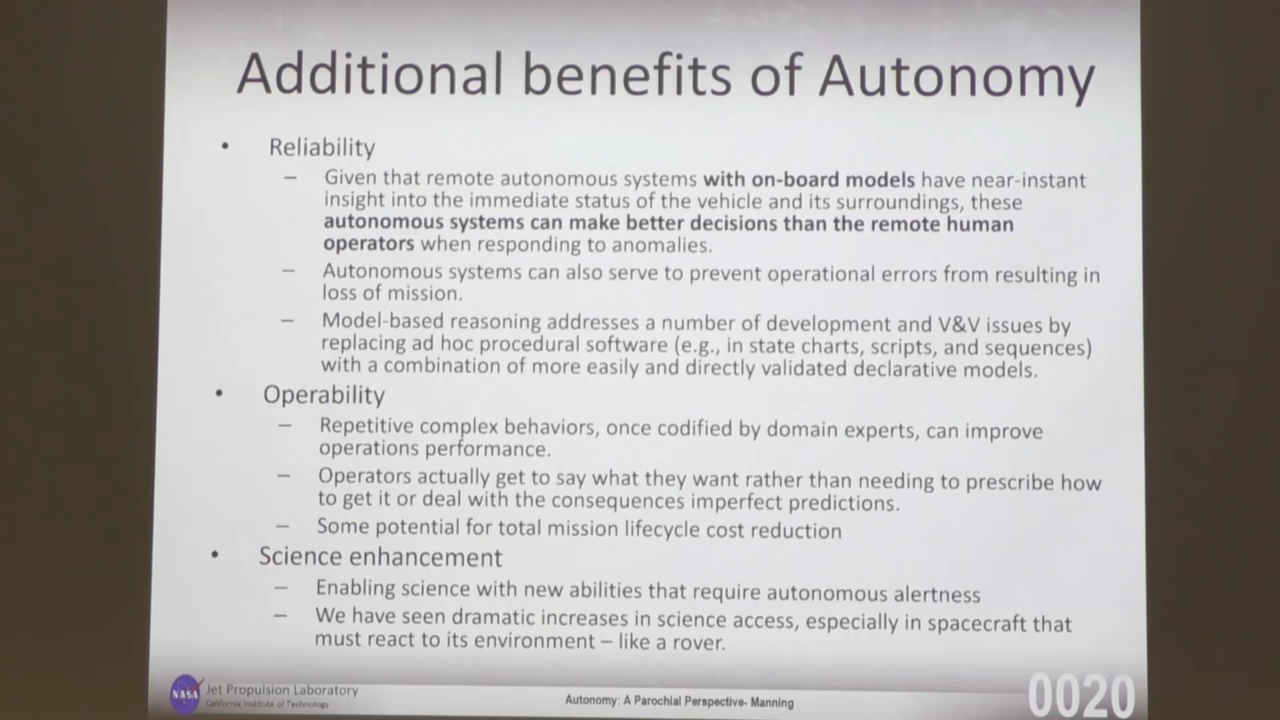 Additional benefits of Autonomy
• Reliability
– Given that remote autonomous systems with on-board models have near-instant
insight into the immediate status of the vehicle and its surroundings, these
autonomous systems can make better decisions than the remote human
operators when responding to anomalies.
– Autonomous systems can also serve to prevent operational errors from resulting in
loss of mission.
– Model-based reasoning addresses a number of development and V&V issues by
replacing ad hoc procedural software (e.g., in state charts, scripts, and sequences)
with a combination of more easily and directly validated declarative models.
• Operability
– Repetitive complex behaviors, once codified by domain experts, can improve
operations performance.
– Operators actually get to say what they want rather than needing to prescribe how
to get it or deal with the consequences imperfect predictions.
– Some potential for total mission lifecycle cost reduction
• Science enhancement
– Enabling science with new abilities that require autonomous alertness
– We have seen dramatic increases in science access, especially in spacecraft that
must react to its environment – like a rover.
NASA
Jet Propulsion Laboratory
California Institute of Technology
Autonomy: A Parochial Perspective- Manning
0020